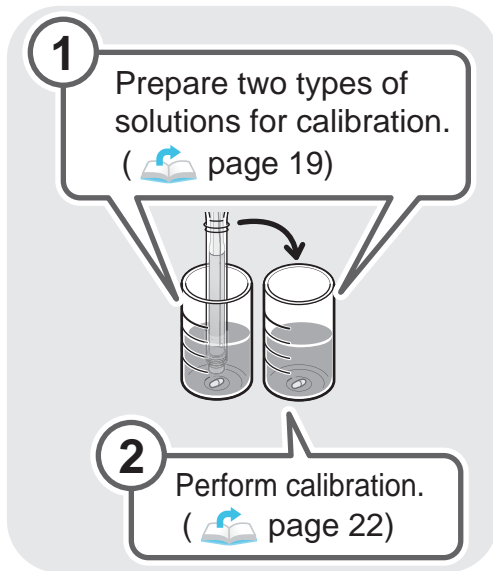 1
Prepare two types of
solutions for calibration.
( page 19)
2
Perform calibration.
( page 22)